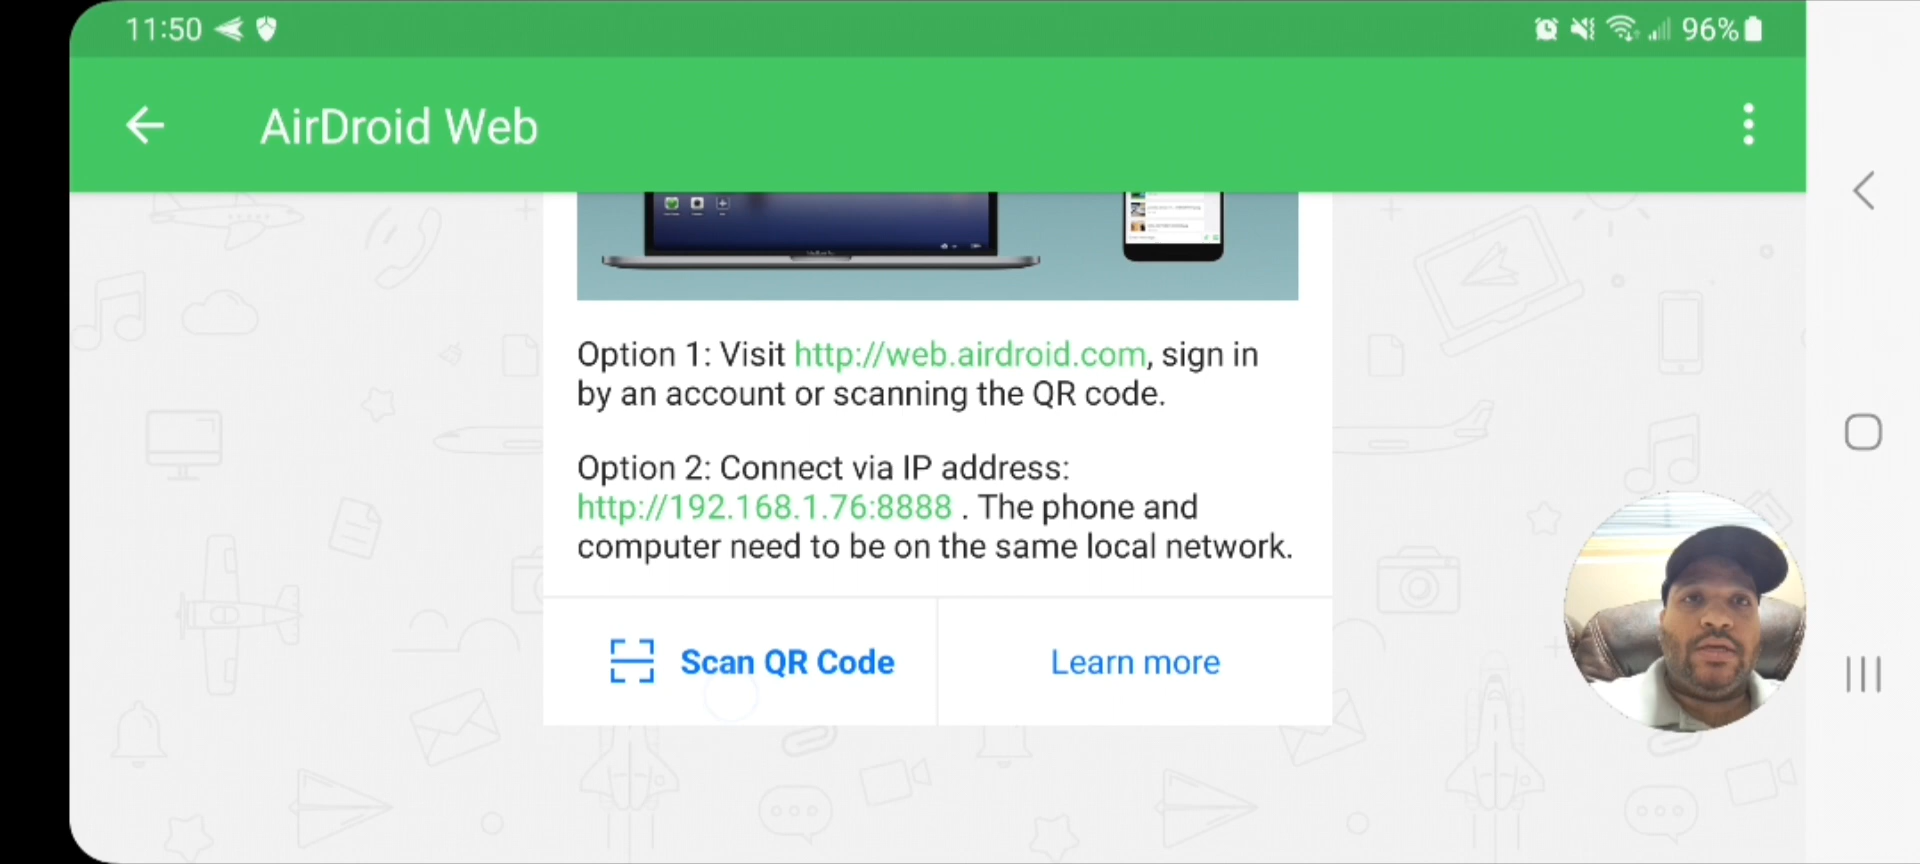 11:50
96%
AirDroid Web
Option 1: Visit http://web.airdroid.com, sign in
by an account or scanning the QR code.
Option 2: Connect via IP address:
http://192.168.1.76:8888 . The phone and
computer need to be on the same local network.
Scan QR Code
Learn more